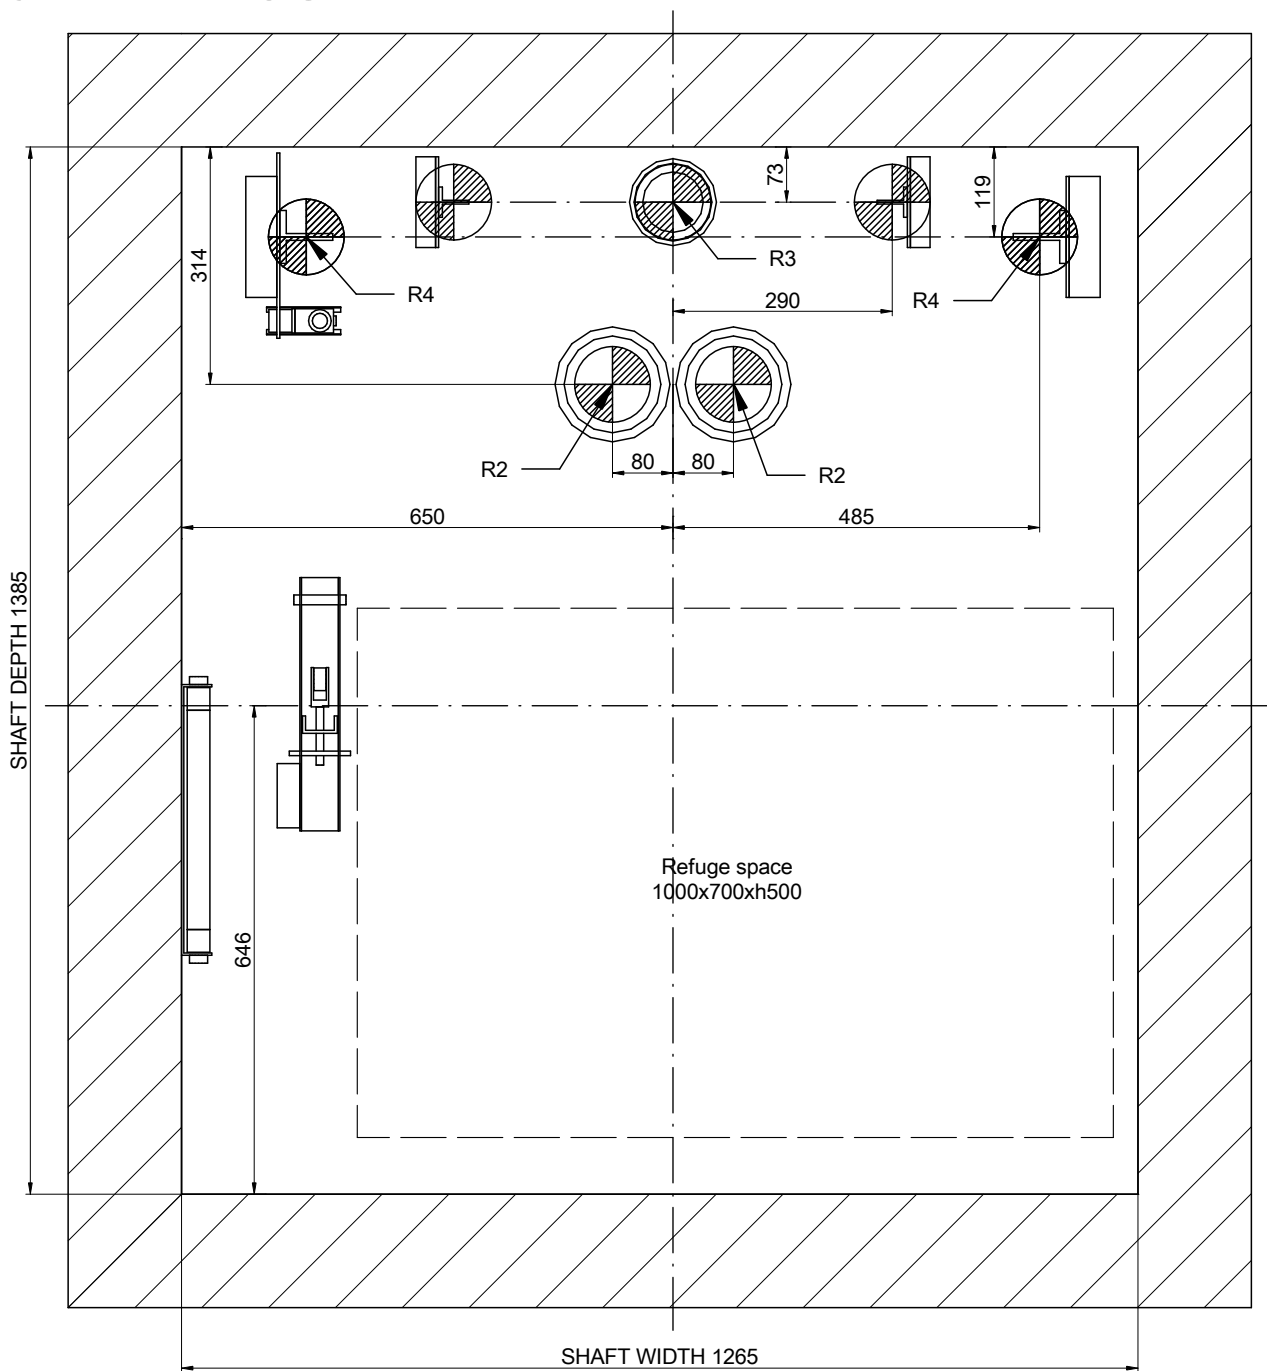 73
119
314
R3
R4
290
R4
R2
80
80
R2
650
485
SHAFT DEPTH 1385
Refuge space
1000x700xh500
646
SHAFT WIDTH 1265